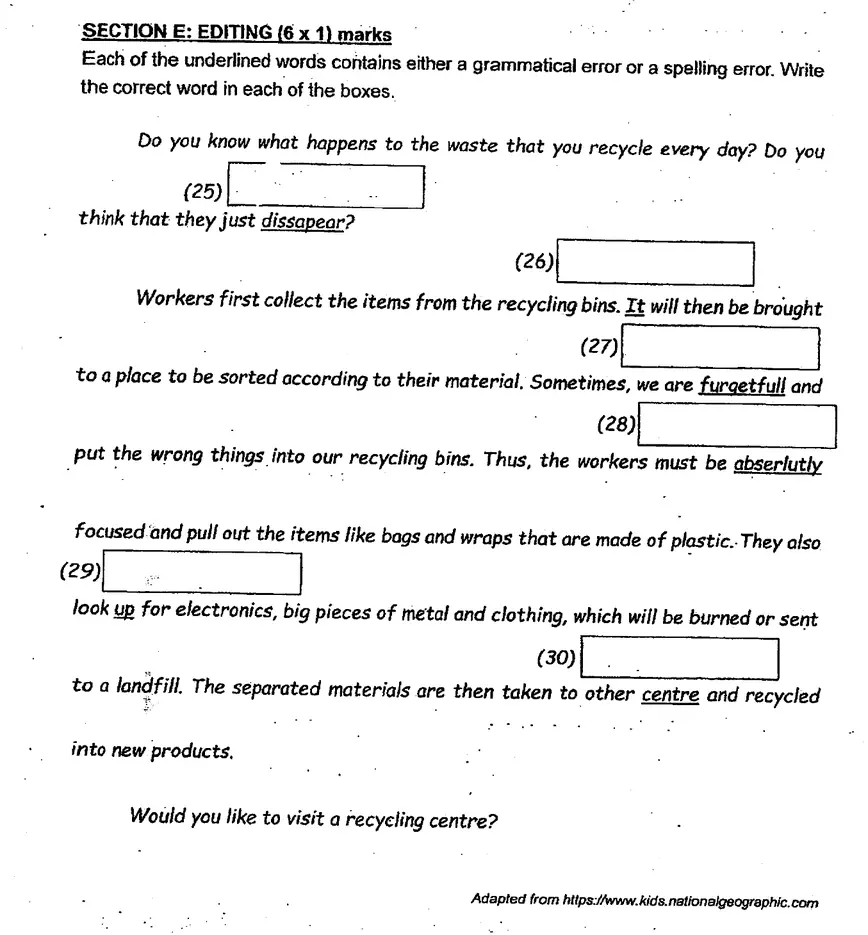 SECTION E: EDITING (6 x 1) marks
Each of the underlined words contains either a grammatical error or a spelling error. Write
the correct word in each of the boxes.
Do you know what happens to the waste that you recycle every day? Do you
(25)
think that they just dissapear?
(26)
Workers first collect the items from the recycling bins. It will then be brought
(27)
to a place to be sorted according to their material. Sometimes, we are furgetfull and
(28)
put the wrong things into our recycling bins. Thus, the workers must be abserlutly
focused and pull out the items like bags and wraps that are made of plastic. They also
(29)
look up for electronics, big pieces of metal and clothing, which will be burned or sent
(30)
to a landfill. The separated materials are then taken to other centre and recycled
into new products.
Would you like to visit a recycling centre?
Adapted from https://www.kids.nationalgeographic.com